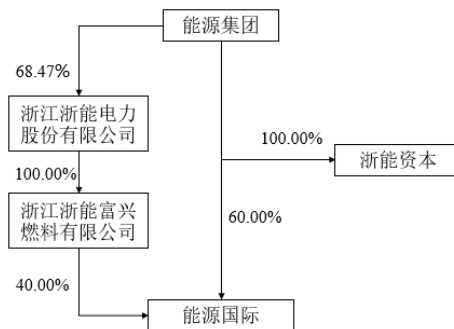 能源集团
68.47%
浙江浙能电力
股份有限公司
100.00%
浙能资本
100.00%
浙江浙能富兴
燃料有限公司
60.00%
40.00%
能源国际